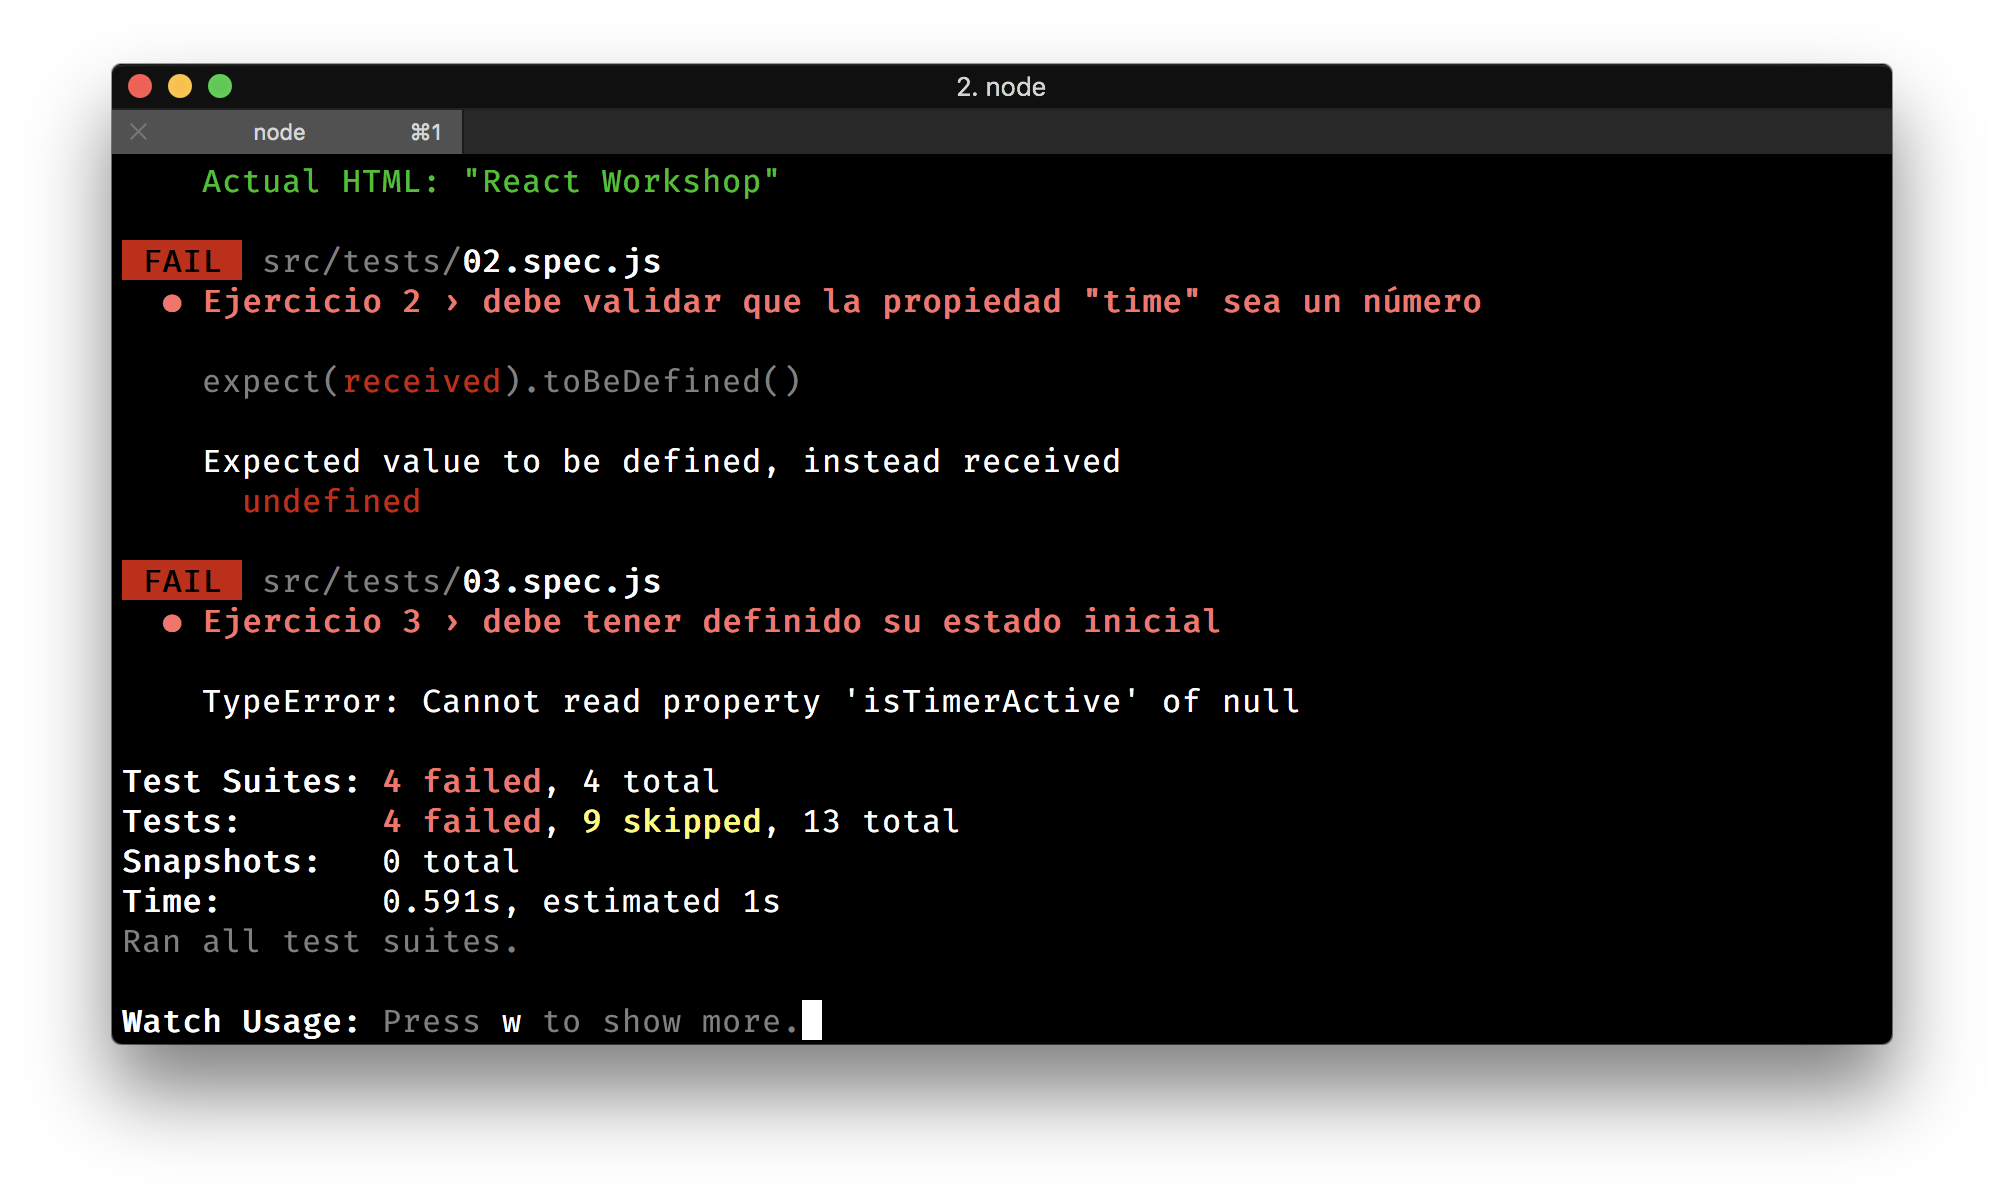 2. node
node ⌘1
Actual HTML: "React Workshop"
FAIL src/tests/02.spec.js
● Ejercicio 2 › debe validar que la propiedad "time" sea un número
expect(received).toBeDefined()
Expected value to be defined, instead received
undefined
FAIL src/tests/03.spec.js
● Ejercicio 3 › debe tener definido su estado inicial
TypeError: Cannot read property 'isTimerActive' of null
Test Suites: 4 failed, 4 total
Tests: 4 failed, 9 skipped, 13 total
Snapshots: 0 total
Time: 0.591s, estimated 1s
Ran all test suites.
Watch Usage: Press w to show more.